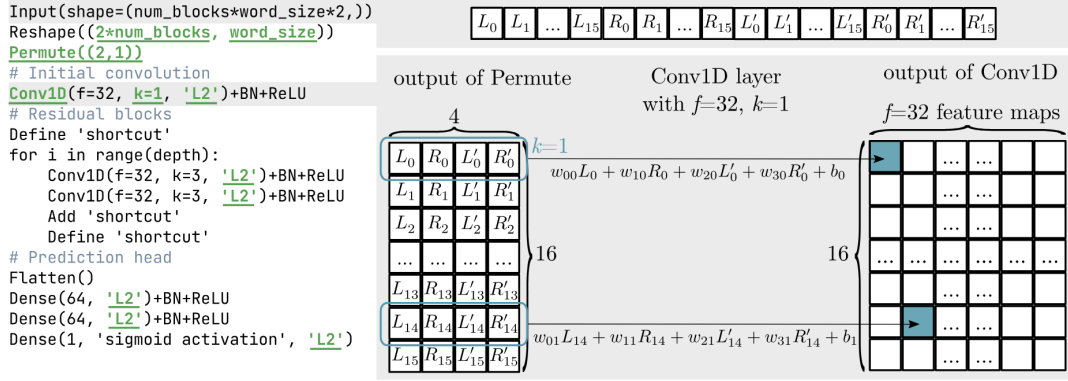 Input(shape=(num_blocks*word_size*2,))
Reshape((2*num_blocks, word_size))
Permute((2,1))
# Initial convolution
Conv1D(f=32, k=1, 'L2')+BN+ReLU
# Residual blocks
Define 'shortcut'
for i in range(depth):
    Conv1D(f=32, k=3, 'L2')+BN+ReLU
    Conv1D(f=32, k=3, 'L2')+BN+ReLU
    Add 'shortcut'
    Define 'shortcut'
# Prediction head
Flatten()
Dense(64, 'L2')+BN+ReLU
Dense(64, 'L2')+BN+ReLU
Dense(1, 'sigmoid activation', 'L2')
L₀ L₁ ... L₁₅ R₀ R₁ ... R₁₅ L′₀ L′₁ ... L′₁₅ R′₀ R′₁ ... R′₁₅
output of Permute
4
L₀ R₀ L′₀ R′₀
L₁ R₁ L′₁ R′₁
L₂ R₂ L′₂ R′₂
... ... ... ...
L₁₃ R₁₃ L′₁₃ R′₁₃
L₁₄ R₁₄ L′₁₄ R′₁₄
L₁₅ R₁₅ L′₁₅ R′₁₅
16
Conv1D layer
with f=32, k=1
k=1
w₀₀L₀ + w₁₀R₀ + w₂₀L′₀ + w₃₀R′₀ + b₀
w₀₁L₁₄ + w₁₁R₁₄ + w₂₁L′₁₄ + w₃₁R′₁₄ + b₁
output of Conv1D
f=32 feature maps
16
... ...
... ...
... ...
... ... ... ... ... ...
... ...
... ...
... ...